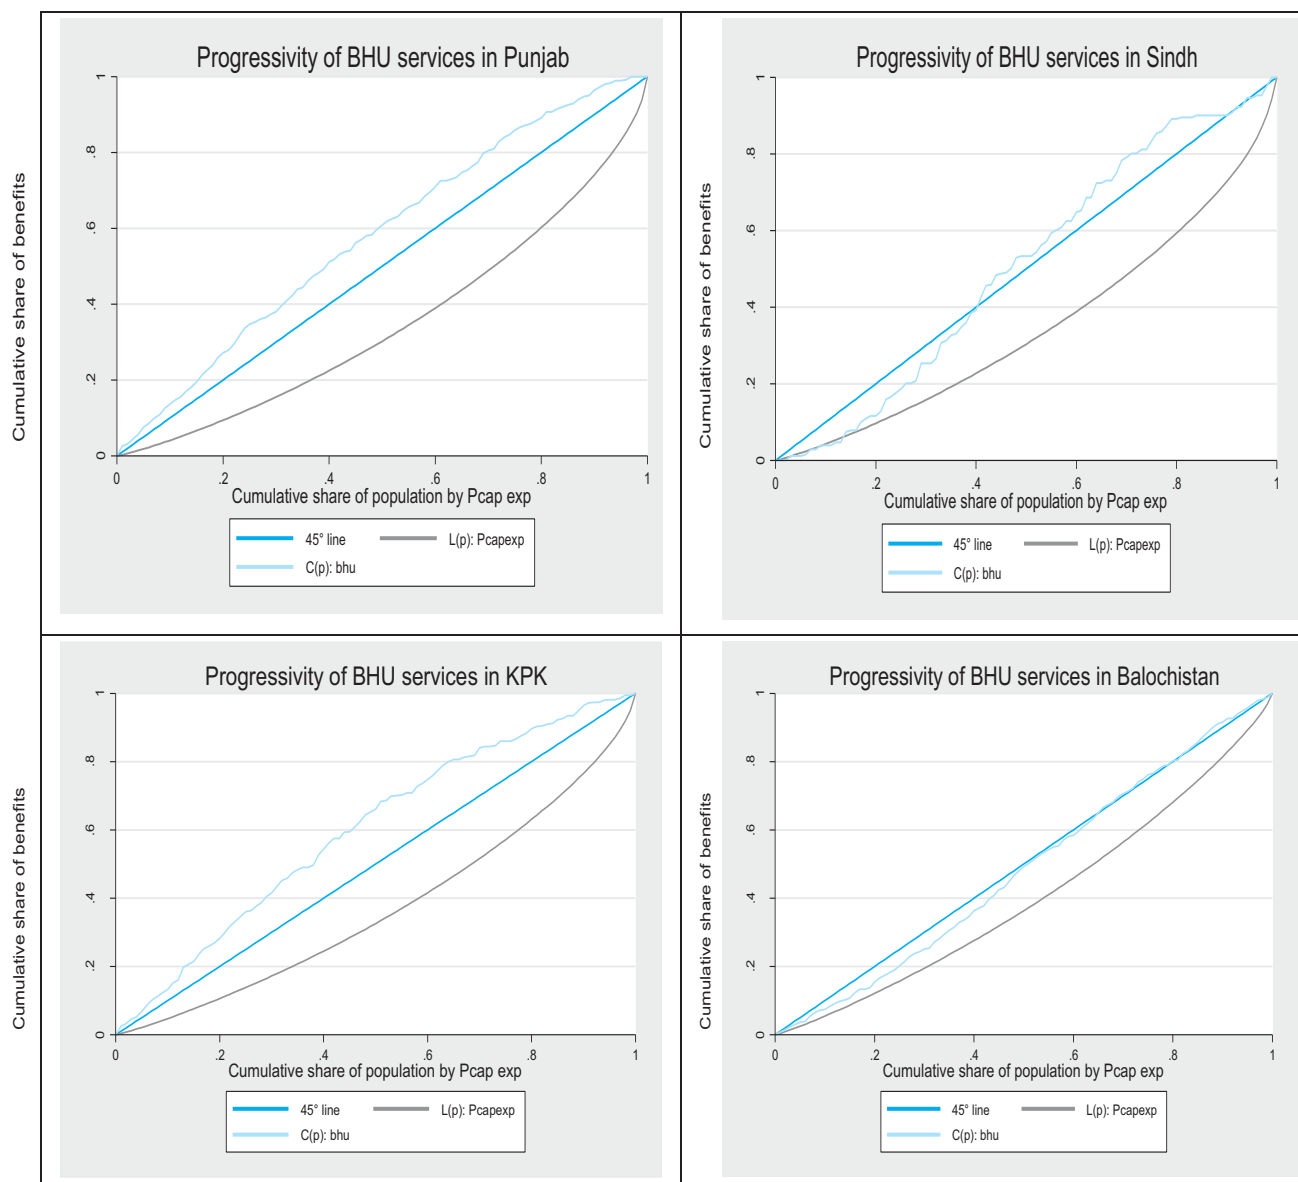 Progressivity of BHU services in Punjab
Cumulative share of benefits
1
.8
.6
.4
.2
0
0 .2 .4 .6 .8 1
Cumulative share of population by Pcap exp
45° line L(p): Pcapexp
C(p): bhu
Progressivity of BHU services in Sindh
Cumulative share of benefits
1
.8
.6
.4
.2
0
0 .2 .4 .6 .8 1
Cumulative share of population by Pcap exp
45° line L(p): Pcapexp
C(p): bhu
Progressivity of BHU services in KPK
Cumulative share of benefits
1
.8
.6
.4
.2
0
0 .2 .4 .6 .8 1
Cumulative share of population by Pcap exp
45° line L(p): Pcapexp
C(p): bhu
Progressivity of BHU services in Balochistan
Cumulative share of benefits
1
.8
.6
.4
.2
0
0 .2 .4 .6 .8 1
Cumulative share of population by Pcap exp
45° line L(p): Pcapexp
C(p): bhu